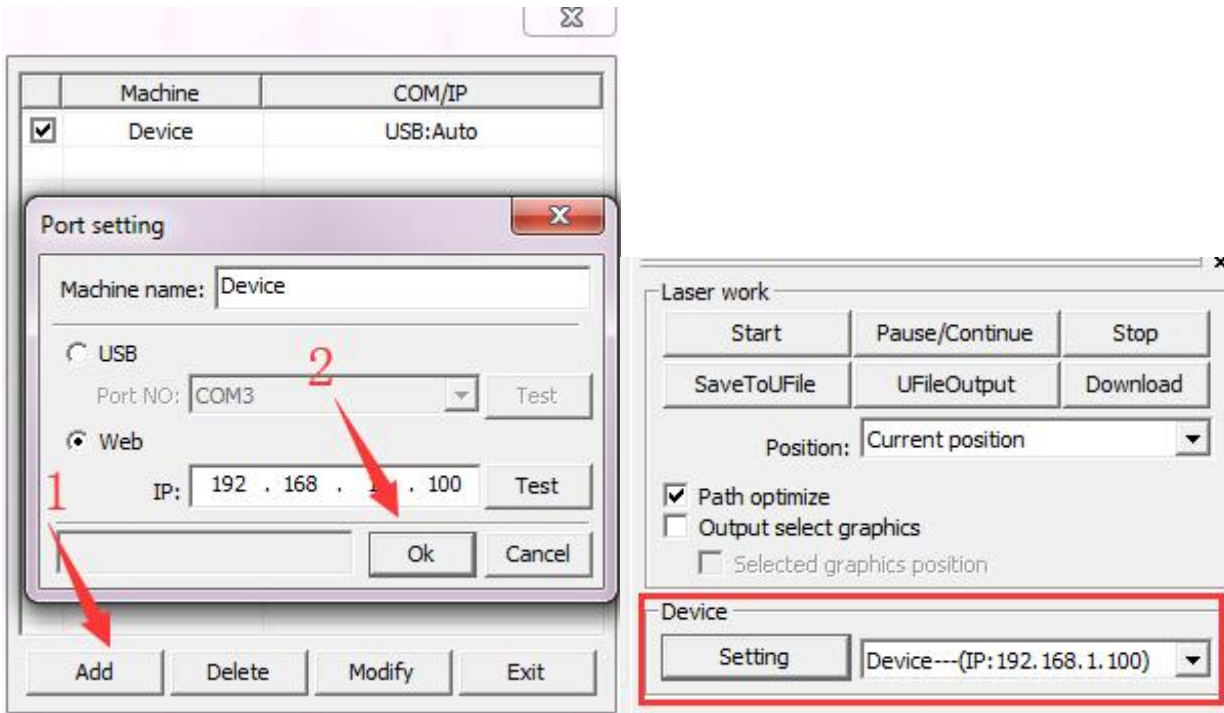 Machine COM/IP
Device USB:Auto
Port setting
Machine name: Device
USB
2
Port NO: COM3 Test
Web
1
IP: 192 . 168 . . 100 Test
Ok Cancel
Add Delete Modify Exit
Laser work
Start Pause/Continue Stop
SaveToUFile UFileOutput Download
Position: Current position
Path optimize
Output select graphics
Selected graphics position
Device
Setting Device---(IP:192.168.1.100)